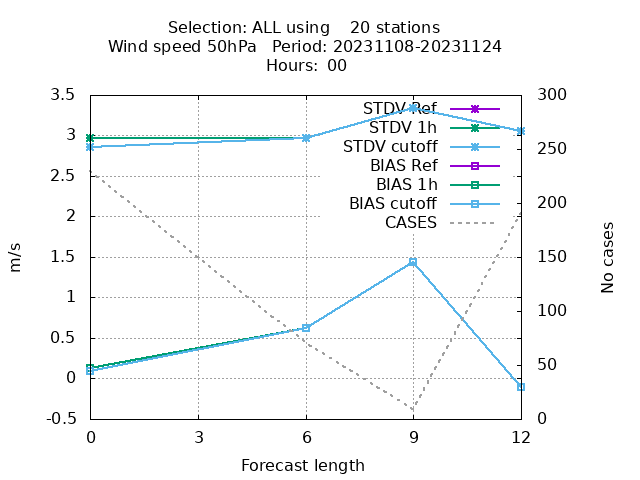 Selection: ALL using 20 stations
Wind speed 50hPa Period: 20231108-20231124
Hours: 00
3.5
3
2.5
2
1.5
1
0.5
0
-0.5
m/s
STDV Ref
STDV 1h
STDV cutoff
BIAS Ref
BIAS 1h
BIAS cutoff
CASES
300
250
200
150
100
50
0
No cases
0 3 6 9 12
Forecast length